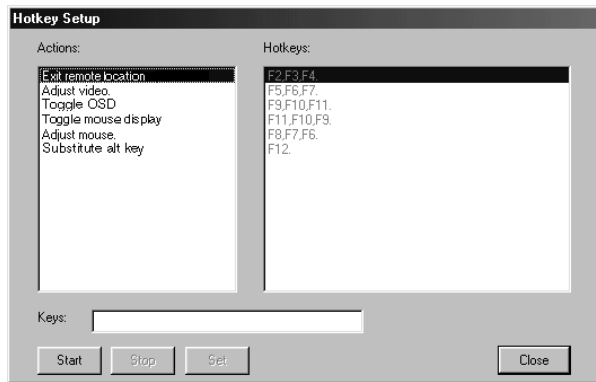 Hotkey Setup
Actions:
Hotkeys:
Exit remote location
Adjust video.
Toggle OSD
Toggle mouse display
Adjust mouse.
Substitute alt key
F2,F3,F4.
F5,F6,F7.
F9,F10,F11.
F11,F10,F9.
F8,F7,F6.
F12.
Keys:
Start
Stop
Set
Close